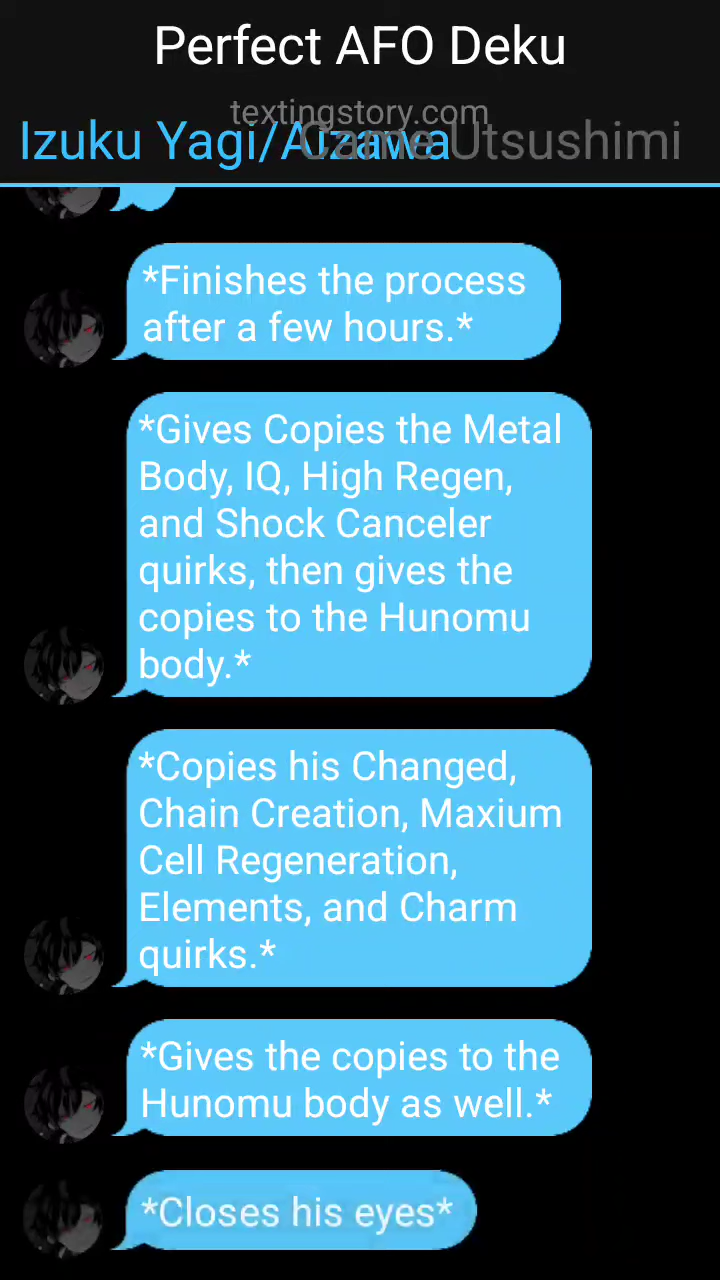 Perfect AFO Deku
textingstory.com
Izuku Yagi/Aizawa
Came Utsushimi
*Finishes the process
after a few hours.*
*Gives Copies the Metal
Body, IQ, High Regen,
and Shock Canceler
quirks, then gives the
copies to the Hunomu
body.*
*Copies his Changed,
Chain Creation, Maxium
Cell Regeneration,
Elements, and Charm
quirks.*
*Gives the copies to the
Hunomu body as well.*
*Closes his eyes*